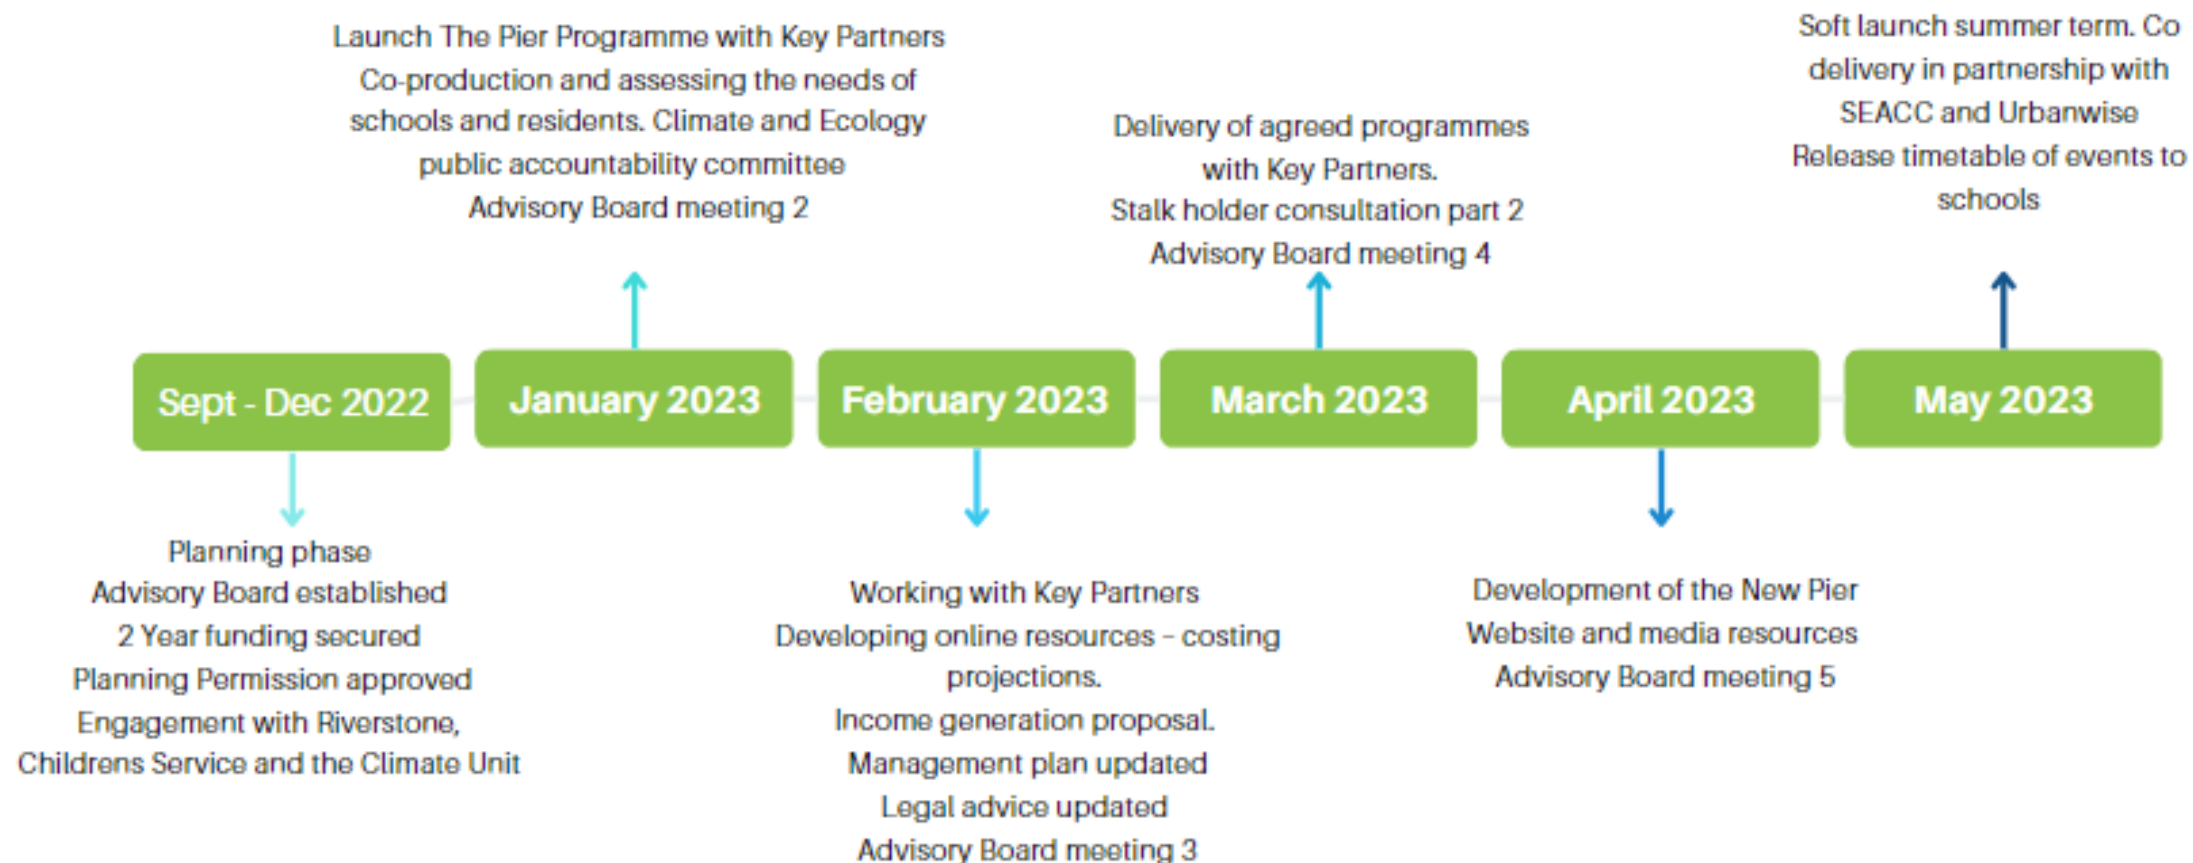 Launch The Pier Programme with Key Partners
Co-production and assessing the needs of
schools and residents. Climate and Ecology
public accountability committee
Advisory Board meeting 2
Delivery of agreed programmes
with Key Partners.
Stalk holder consultation part 2
Advisory Board meeting 4
Soft launch summer term. Co
delivery in partnership with
SEACC and Urbanwise
Release timetable of events to
schools
Sept - Dec 2022
January 2023
February 2023
March 2023
April 2023
May 2023
Planning phase
Advisory Board established
2 Year funding secured
Planning Permission approved
Engagement with Riverstone,
Childrens Service and the Climate Unit
Working with Key Partners
Developing online resources – costing
projections.
Income generation proposal.
Management plan updated
Legal advice updated
Advisory Board meeting 3
Development of the New Pier
Website and media resources
Advisory Board meeting 5